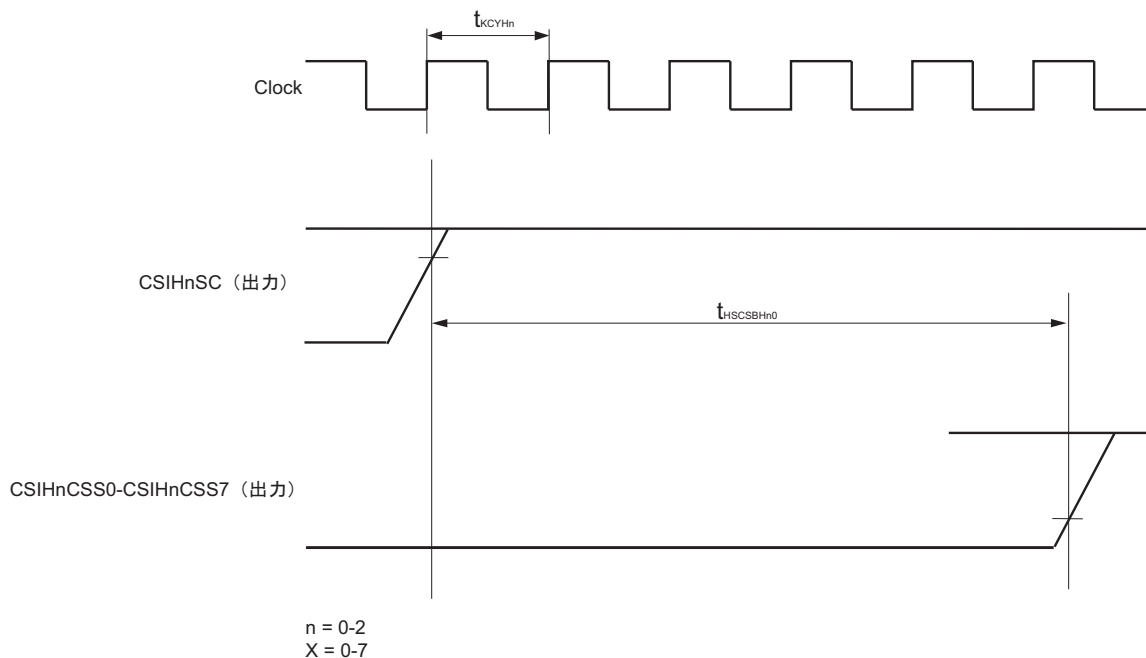 tKCYHn
Clock
CSIHnSC（出力）
tHSCSBHn0
CSIHnCSS0-CSIHnCSS7（出力）
n = 0-2
X = 0-7